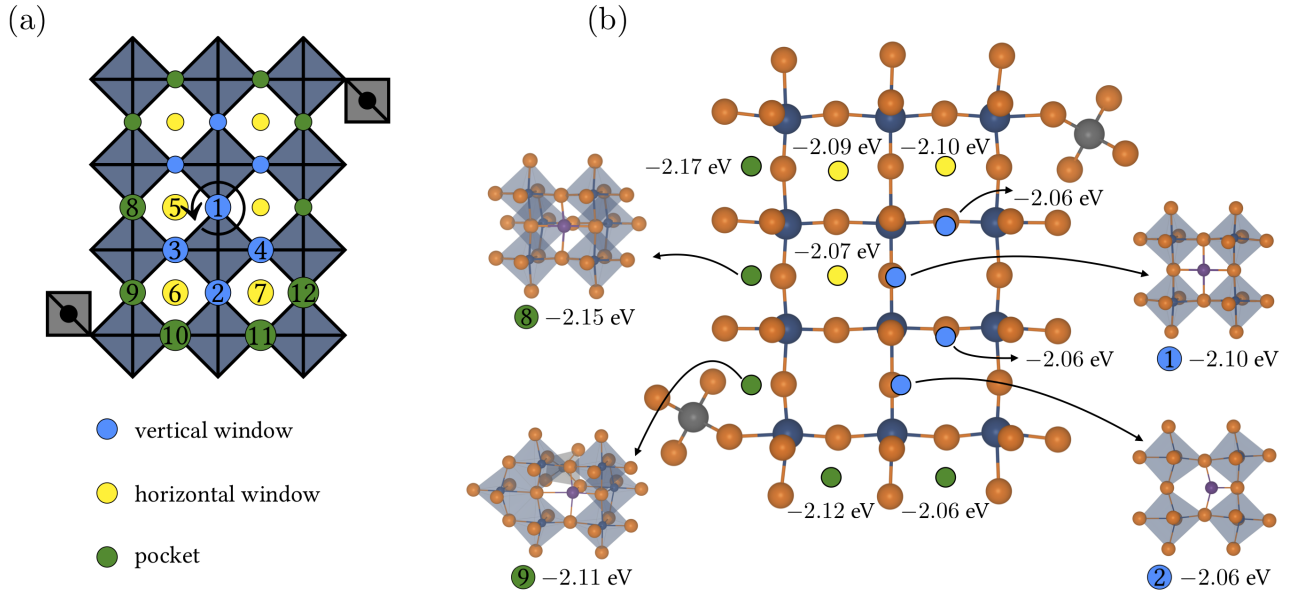 (a)
8
5
1
3
4
9
6
2
7
12
10
11
vertical window
horizontal window
pocket
(b)
−2.17 eV
−2.09 eV
−2.10 eV
−2.06 eV
−2.07 eV
8 −2.15 eV
1 −2.10 eV
−2.06 eV
−2.12 eV
−2.06 eV
9 −2.11 eV
2 −2.06 eV